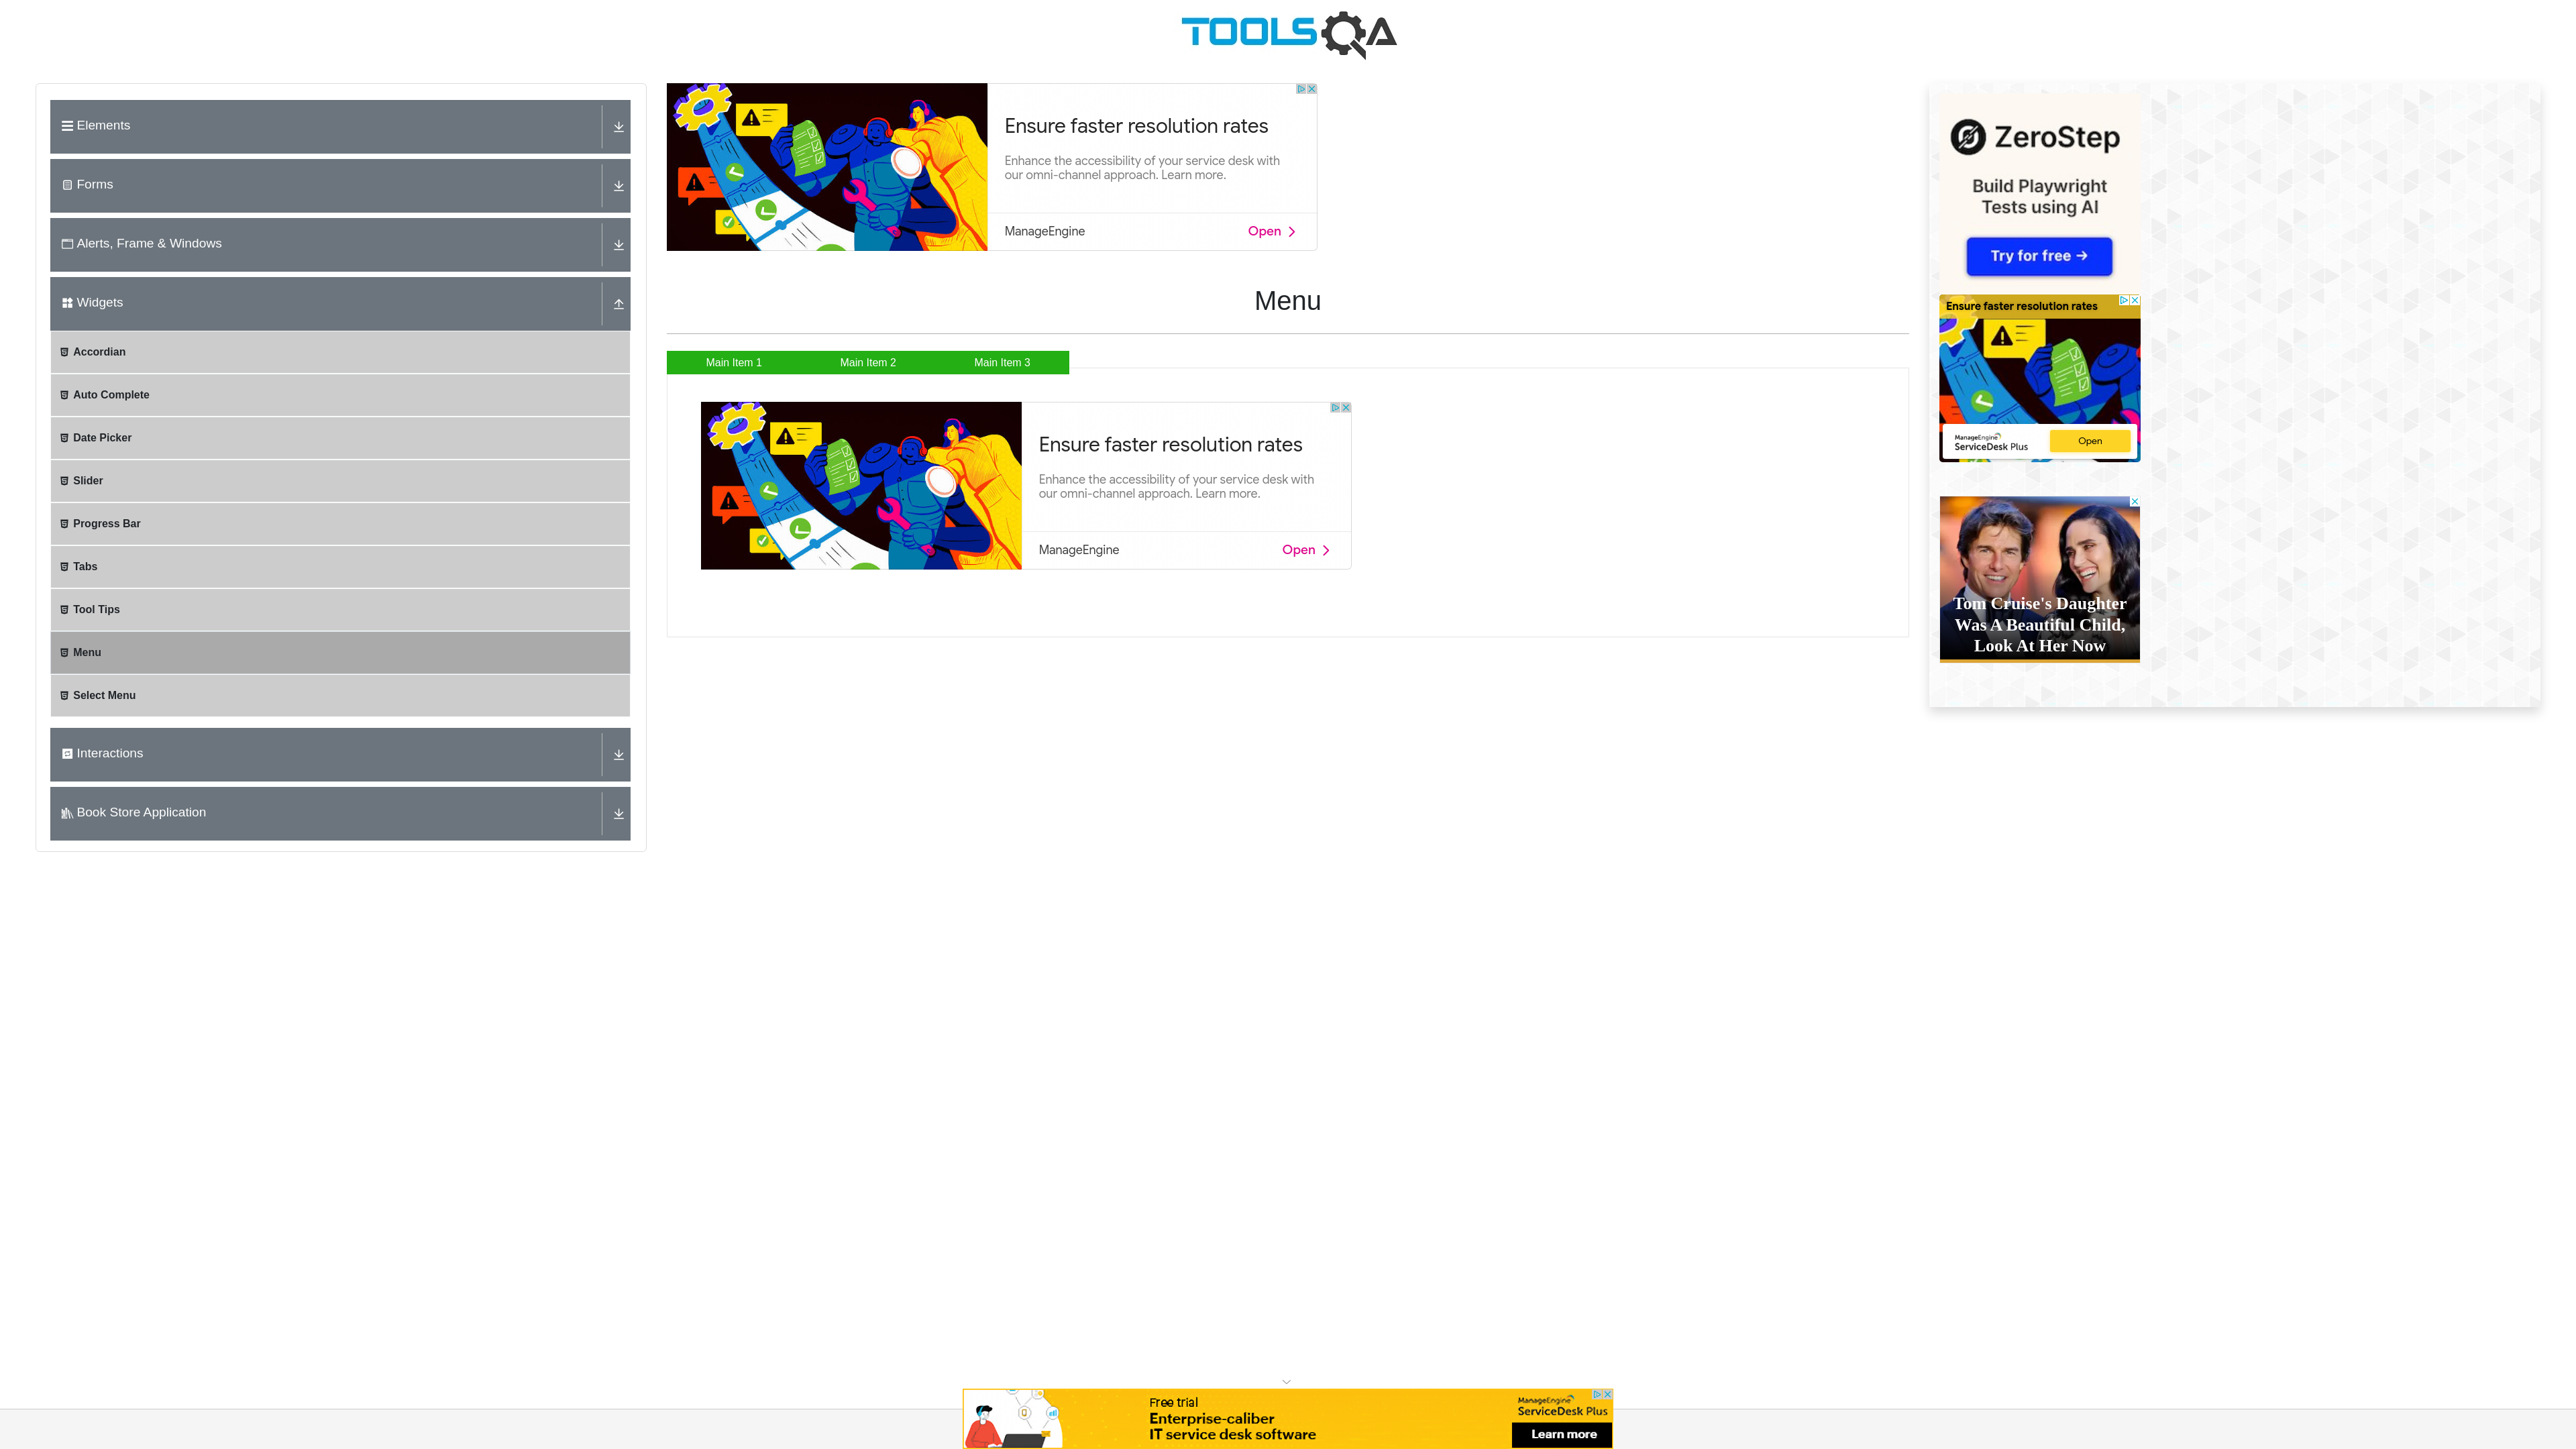 TOOLSQA
Elements
Forms
Alerts, Frame & Windows
Widgets
Accordian
Auto Complete
Date Picker
Slider
Progress Bar
Tabs
Tool Tips
Menu
Select Menu
Interactions
Book Store Application
Ensure faster resolution rates
Enhance the accessibility of your service desk with
our omni-channel approach. Learn more.
ManageEngine
Open
Menu
Main Item 1
Main Item 2
Main Item 3
Ensure faster resolution rates
Enhance the accessibility of your service desk with
our omni-channel approach. Learn more.
ManageEngine
Open
ZeroStep
Build Playwright
Tests using AI
Try for free →
Ensure faster resolution rates
ManageEngine
ServiceDesk Plus
Open
Tom Cruise's Daughter
Was A Beautiful Child,
Look At Her Now
Free trial
Enterprise-caliber
IT service desk software
ManageEngine
ServiceDesk Plus
Learn more